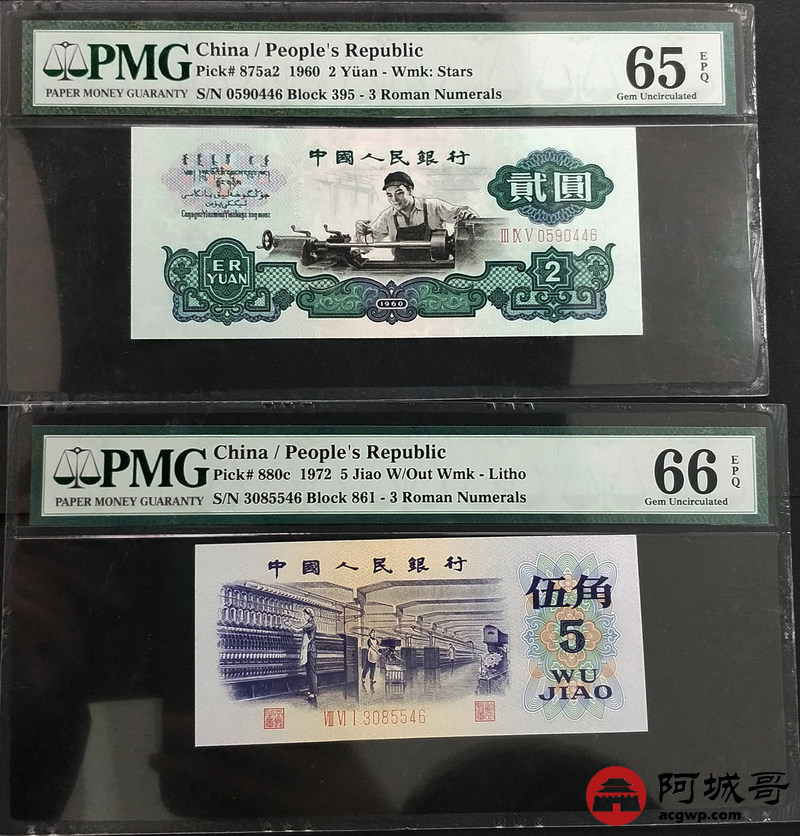 PMG
PAPER MONEY GUARANTY
China / People's Republic
Pick# 875a2 1960 2 Yüan - Wmk: Stars
S/N 0590446 Block 395 - 3 Roman Numerals
65 EPQ
Gem Uncirculated
中國人民銀行
貳圓
III IX V 0590446
ER YUAN
1960
2
PMG
PAPER MONEY GUARANTY
China / People's Republic
Pick# 880c 1972 5 Jiao W/Out Wmk - Litho
S/N 3085546 Block 861 - 3 Roman Numerals
66 EPQ
Gem Uncirculated
中國人民銀行
伍角
5
WU
JIAO
VIII VI I 3085546
阿城哥
acgwp.com